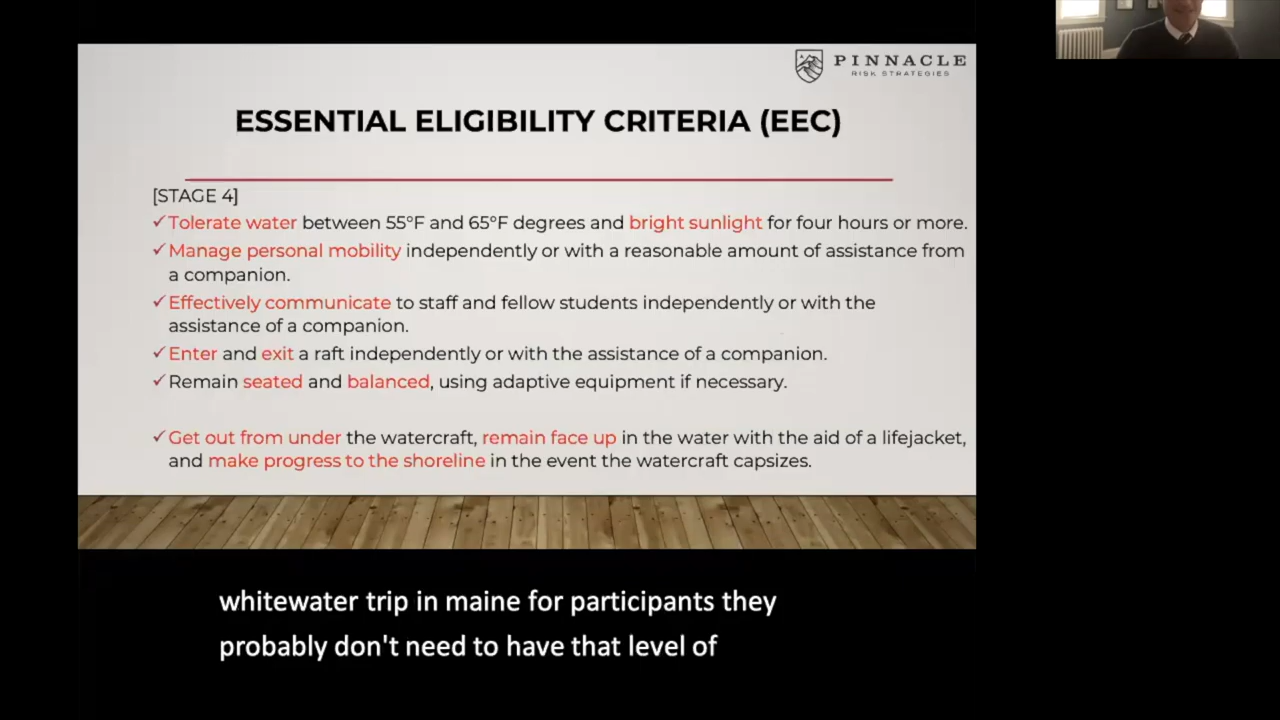 PINNACLE
RISK STRATEGIES
ESSENTIAL ELIGIBILITY CRITERIA (EEC)
[STAGE 4]
✓Tolerate water between 55°F and 65°F degrees and bright sunlight for four hours or more.
✓Manage personal mobility independently or with a reasonable amount of assistance from
a companion.
✓Effectively communicate to staff and fellow students independently or with the
assistance of a companion.
✓Enter and exit a raft independently or with the assistance of a companion.
✓Remain seated and balanced, using adaptive equipment if necessary.
✓Get out from under the watercraft, remain face up in the water with the aid of a lifejacket,
and make progress to the shoreline in the event the watercraft capsizes.
whitewater trip in maine for participants they
probably don't need to have that level of